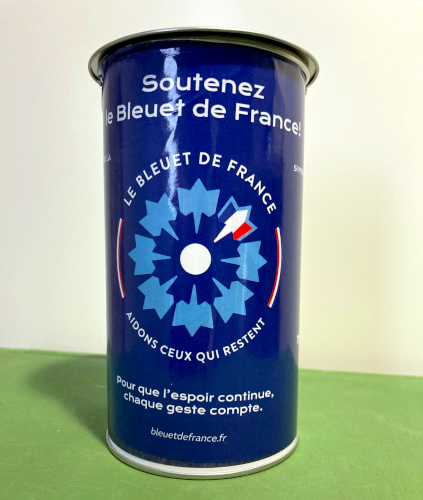 Soutenez
le Bleuet de France!
LE BLEUET DE FRANCE
AIDONS CEUX QUI RESTENT
Pour que l'espoir continue,
chaque geste compte.
bleuetdefrance.fr